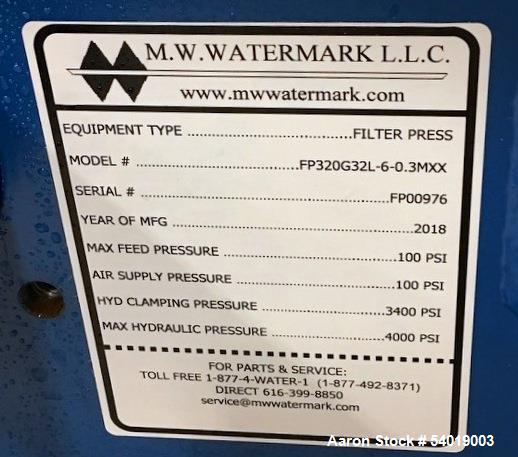 M.W.WATERMARK L.L.C.
www.mwwatermark.com
EQUIPMENT TYPE ..............................FILTER PRESS
MODEL # ..............................FP320G32L-6-0.3MXX
SERIAL # ..................................................FP00976
YEAR OF MFG ..................................................2018
MAX FEED PRESSURE ..............................100 PSI
AIR SUPPLY PRESSURE ..............................100 PSI
HYD CLAMPING PRESSURE ......................3400 PSI
MAX HYDRAULIC PRESSURE ....................4000 PSI
FOR PARTS & SERVICE:
TOLL FREE 1-877-4-WATER-1 (1-877-492-8371)
DIRECT 616-399-8850
service@mwwatermark.com
Aaron Stock # 54019003